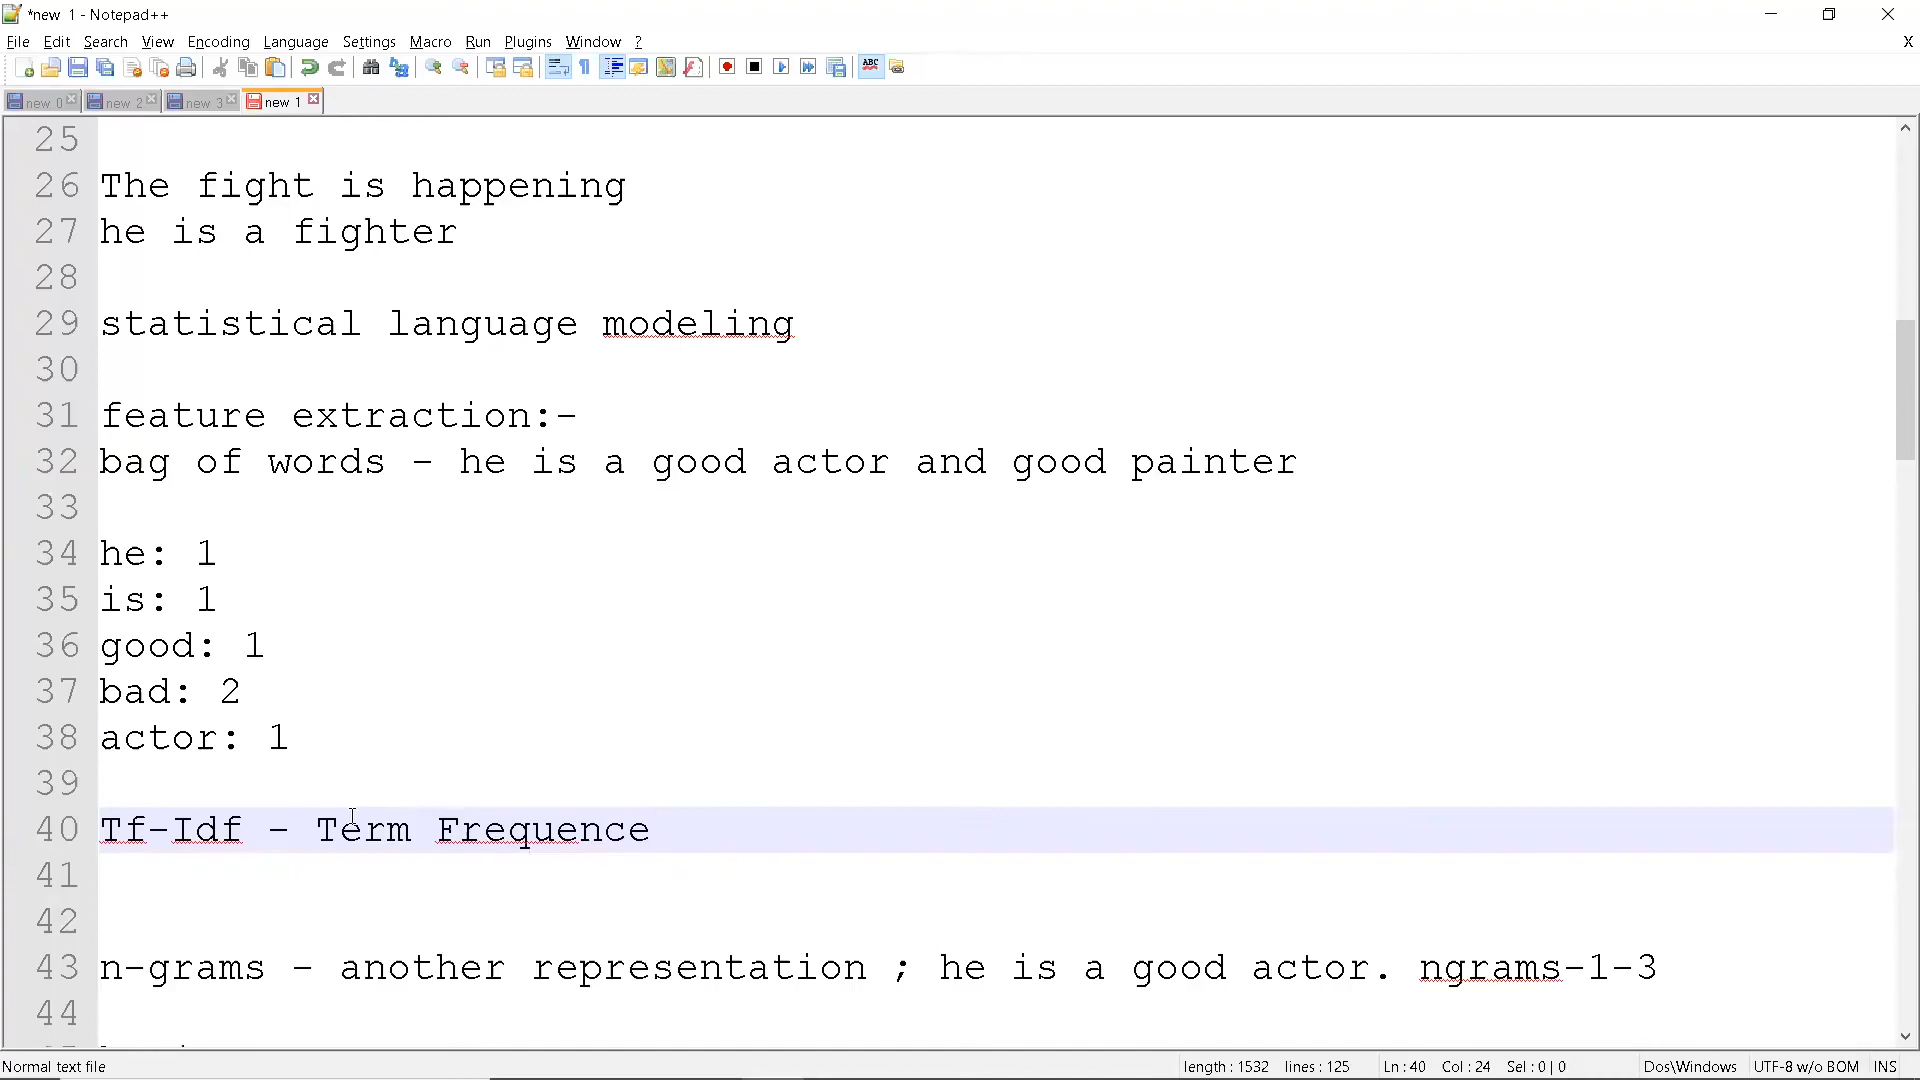 *new 1 - Notepad++
File Edit Search View Encoding Language Settings Macro Run Plugins Window ?
X
ABC
new 0 new 2 new 3 new 1
25
26 The fight is happening
27 he is a fighter
28
29 statistical language modeling
30
31 feature extraction:-
32 bag of words - he is a good actor and good painter
33
34 he: 1
35 is: 1
36 good: 1
37 bad: 2
38 actor: 1
39
40 Tf-Idf - Term Frequence
41
42
43 n-grams - another representation ; he is a good actor. ngrams-1-3
44
Normal text file length : 1532 lines : 125 Ln : 40 Col : 24 Sel : 0 | 0 Dos\Windows UTF-8 w/o BOM INS